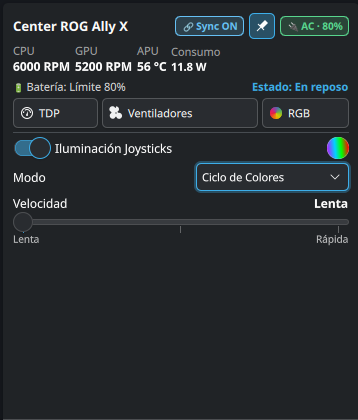 Center ROG Ally X
Sync ON
AC · 80%
CPU GPU APU Consumo
6000 RPM 5200 RPM 56 °C 11.8 W
Batería: Límite 80% Estado: En reposo
TDP Ventiladores RGB
Iluminación Joysticks
Modo Ciclo de Colores
Velocidad Lenta
Lenta Rápida